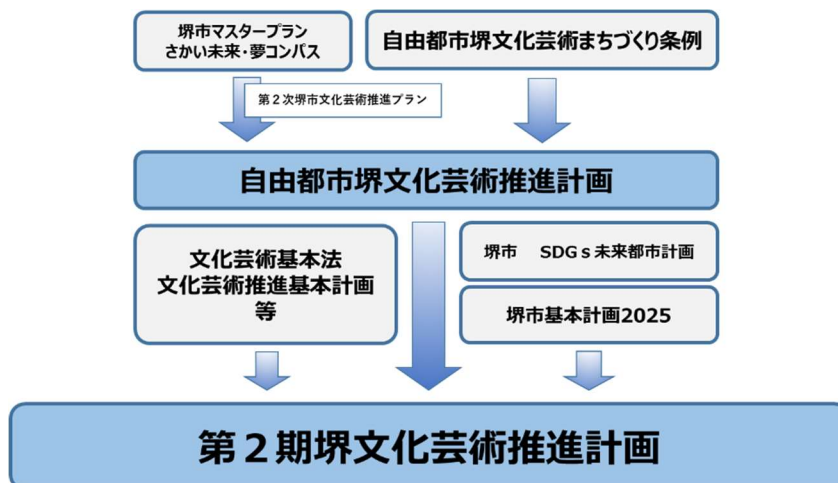 堺市マスタープラン
さかい未来・夢コンパス
自由都市堺文化芸術まちづくり条例
第２次堺市文化芸術推進プラン
自由都市堺文化芸術推進計画
文化芸術基本法
文化芸術推進基本計画
等
堺市　SDGｓ未来都市計画
堺市基本計画2025
第２期堺文化芸術推進計画